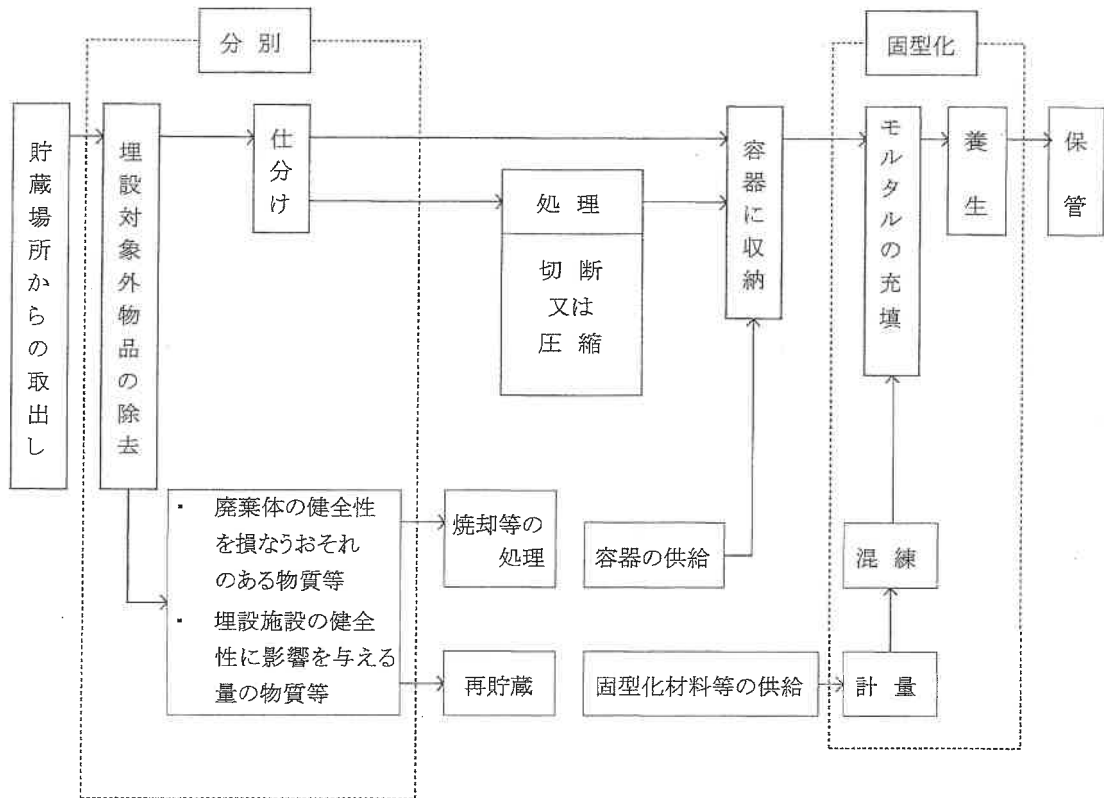 分別
固型化
貯蔵場所からの取出し
埋設対象外物品の除去
仕分け
処理
切断
又は
圧縮
容器に収納
モルタルの充填
養生
保管
・ 廃棄体の健全性
を損なうおそれ
のある物質等
・ 埋設施設の健全
性に影響を与える
量の物質等
焼却等の
処理
再貯蔵
容器の供給
固型化材料等の供給
混練
計量